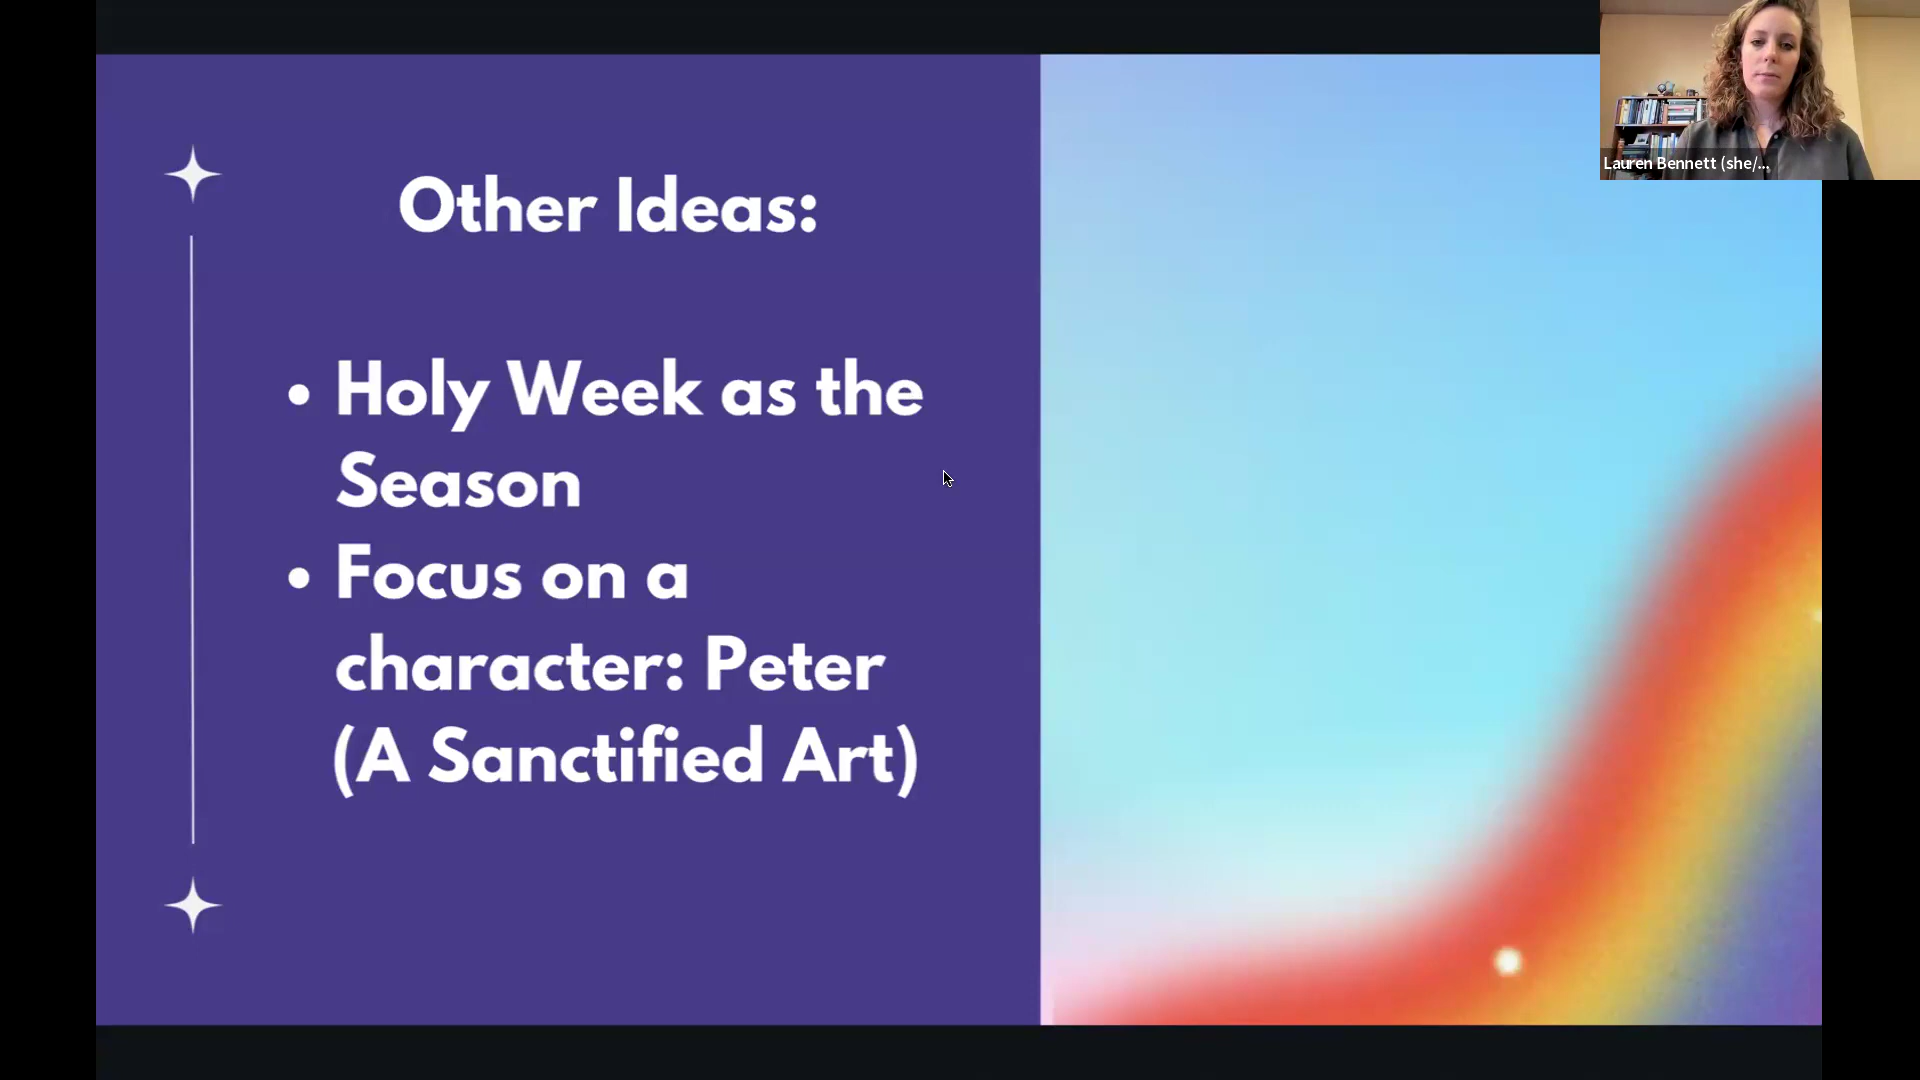 Other Ideas:
• Holy Week as the
Season
• Focus on a
character: Peter
(A Sanctified Art)
Lauren Bennett (she/...